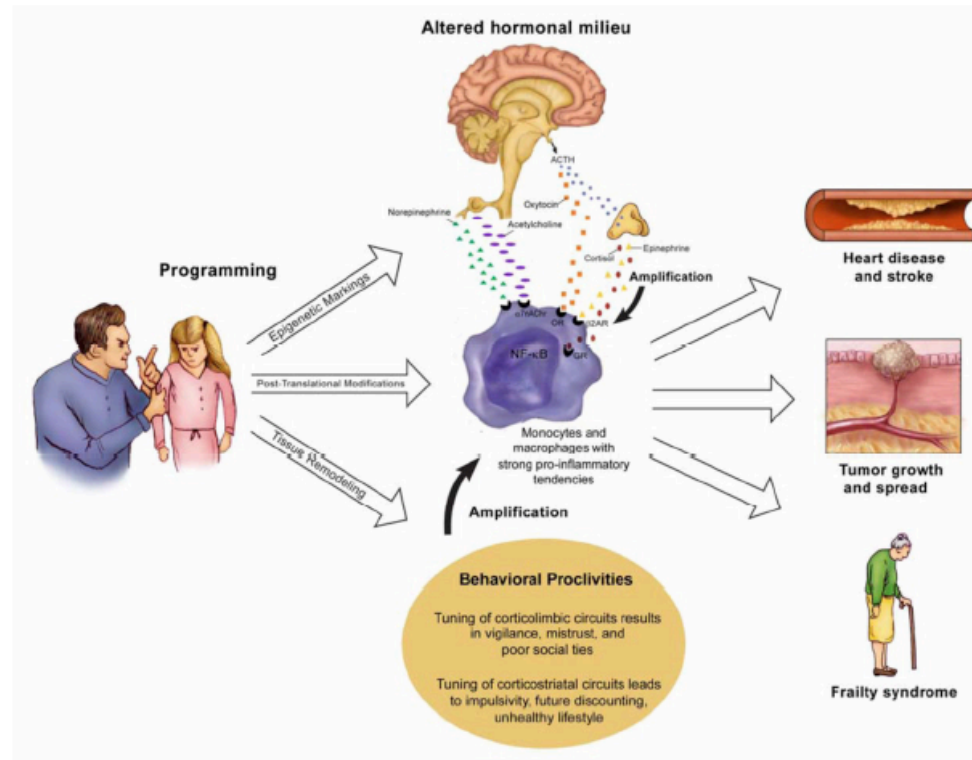 Altered hormonal milieu
ACTH
Oxytocin
Norepinephrine
Acetylcholine
Cortisol
Epinephrine
Amplification
Programming
Epigenetic Markings
Post-Translational Modifications
Tissue Remodeling
α7nAChr
OR
β2AR
GR
NF-κB
Monocytes and
macrophages with
strong pro-inflammatory
tendencies
Amplification
Behavioral Proclivities
Tuning of corticolimbic circuits results
in vigilance, mistrust, and
poor social ties
Tuning of corticostriatal circuits leads
to impulsivity, future discounting,
unhealthy lifestyle
Heart disease
and stroke
Tumor growth
and spread
Frailty syndrome